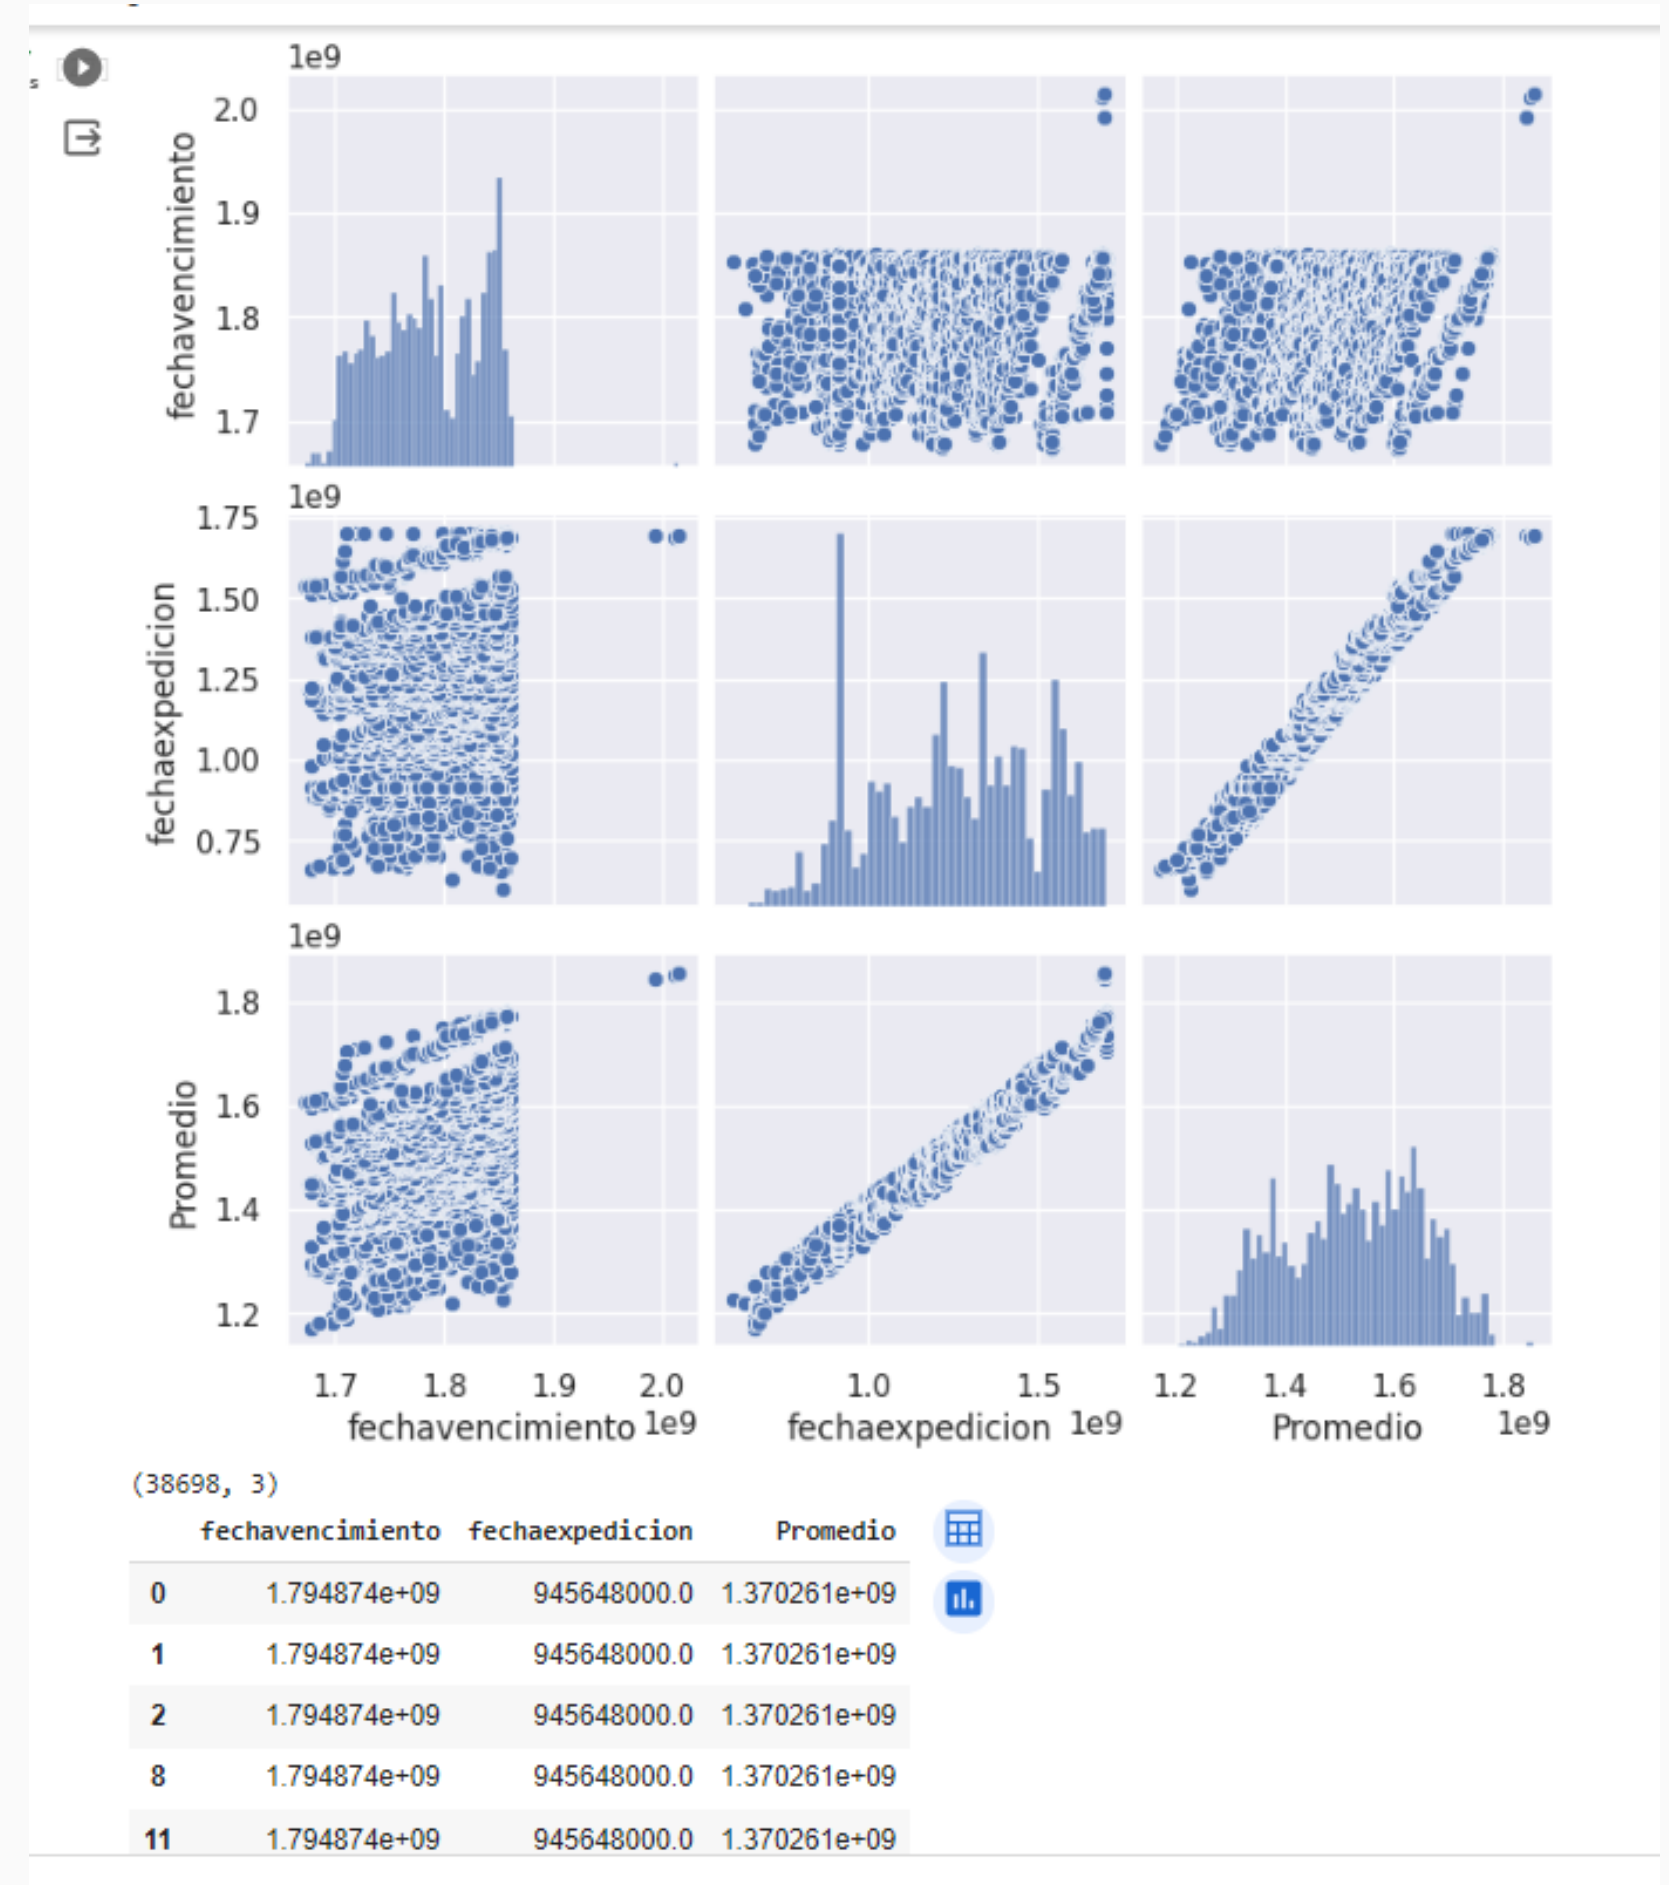 1e9
2.0
1.9
1.8
1.7
fechavencimiento
1e9
1.75
1.50
1.25
1.00
0.75
fechaexpedicion
1e9
1.8
1.6
1.4
1.2
Promedio
1.7 1.8 1.9 2.0 1.0 1.5 1.2 1.4 1.6 1.8
fechavencimiento 1e9 fechaexpedicion 1e9 Promedio 1e9
(38698, 3)
fechavencimiento fechaexpedicion Promedio
0 1.794874e+09 945648000.0 1.370261e+09
1 1.794874e+09 945648000.0 1.370261e+09
2 1.794874e+09 945648000.0 1.370261e+09
8 1.794874e+09 945648000.0 1.370261e+09
11 1.794874e+09 945648000.0 1.370261e+09